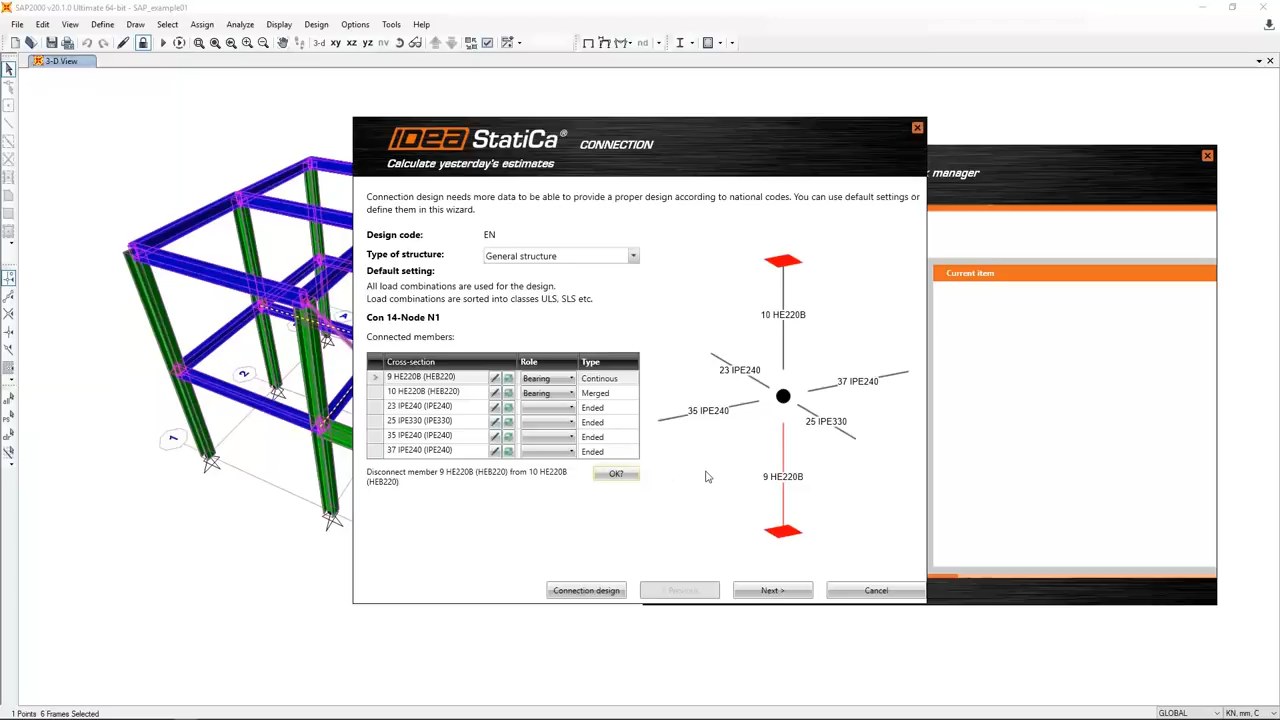 SAP2000 v20.1.0 Ultimate 64-bit - SAP_example01
File Edit View Define Draw Select Assign Analyze Display Design Options Tools Help
3-d xy xz yz nv nd
3-D View
IDEA StatiCa® CONNECTION
Calculate yesterday's estimates
manager
Connection design needs more data to be able to provide a proper design according to national codes. You can use default settings or
define them in this wizard.
Design code: EN
Type of structure: General structure
Default setting:
All load combinations are used for the design.
Load combinations are sorted into classes ULS, SLS etc.
Con 14-Node N1
Connected members:
Cross-section Role Type
9 HE220B (HEB220) Bearing Continous
10 HE220B (HEB220) Bearing Merged
23 IPE240 (IPE240) Ended
25 IPE330 (IPE330) Ended
35 IPE240 (IPE240) Ended
37 IPE240 (IPE240) Ended
Disconnect member 9 HE220B (HEB220) from 10 HE220B
(HEB220)
OK?
10 HE220B
23 IPE240
37 IPE240
35 IPE240
25 IPE330
9 HE220B
Current item
Connection design
Next >
Cancel
1
2
1 Points 6 Frames Selected
GLOBAL
KN, mm, C